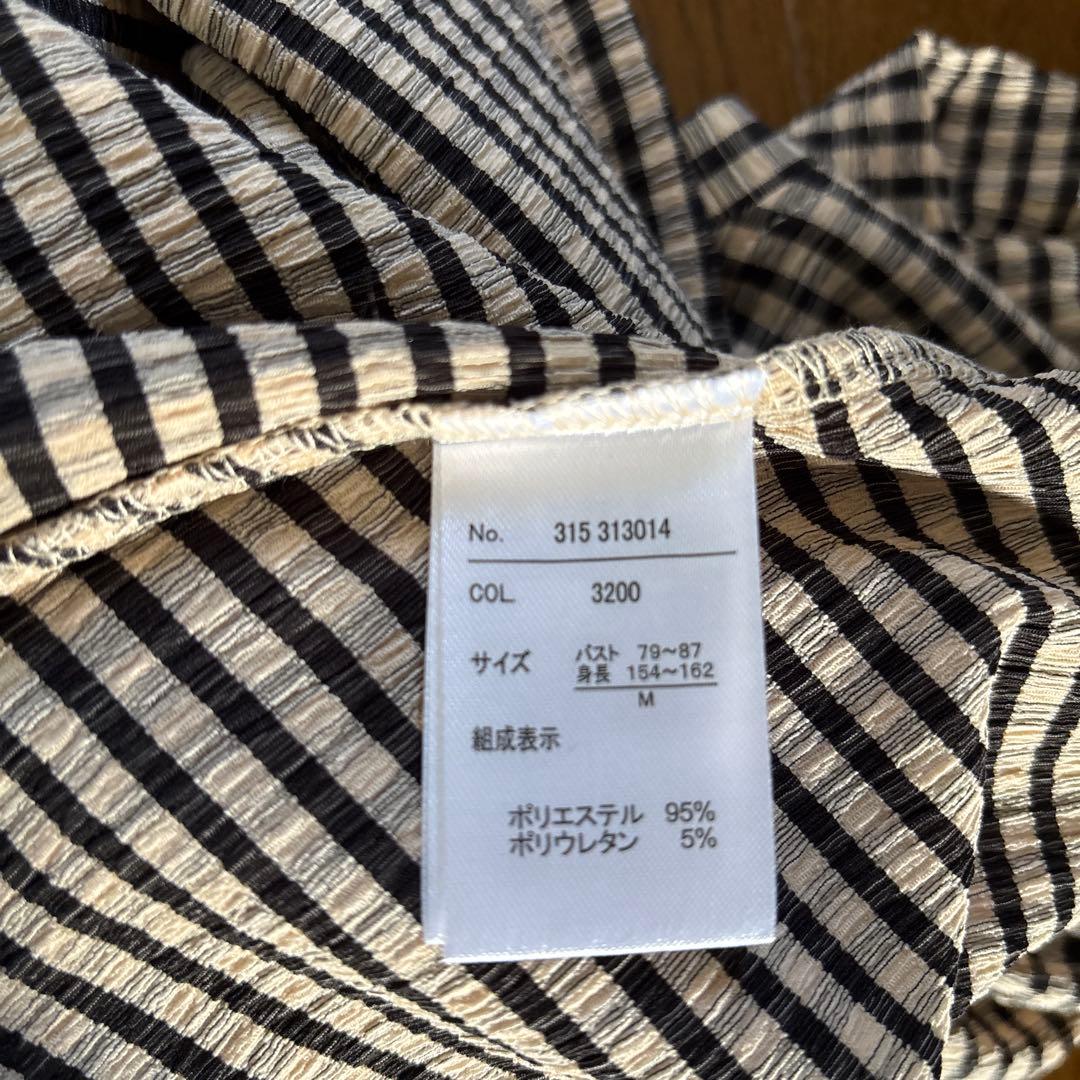 No. 315 313014
COL. 3200
サイズ バスト 79～87
身長 154～162
M
組成表示
ポリエステル 95%
ポリウレタン 5%